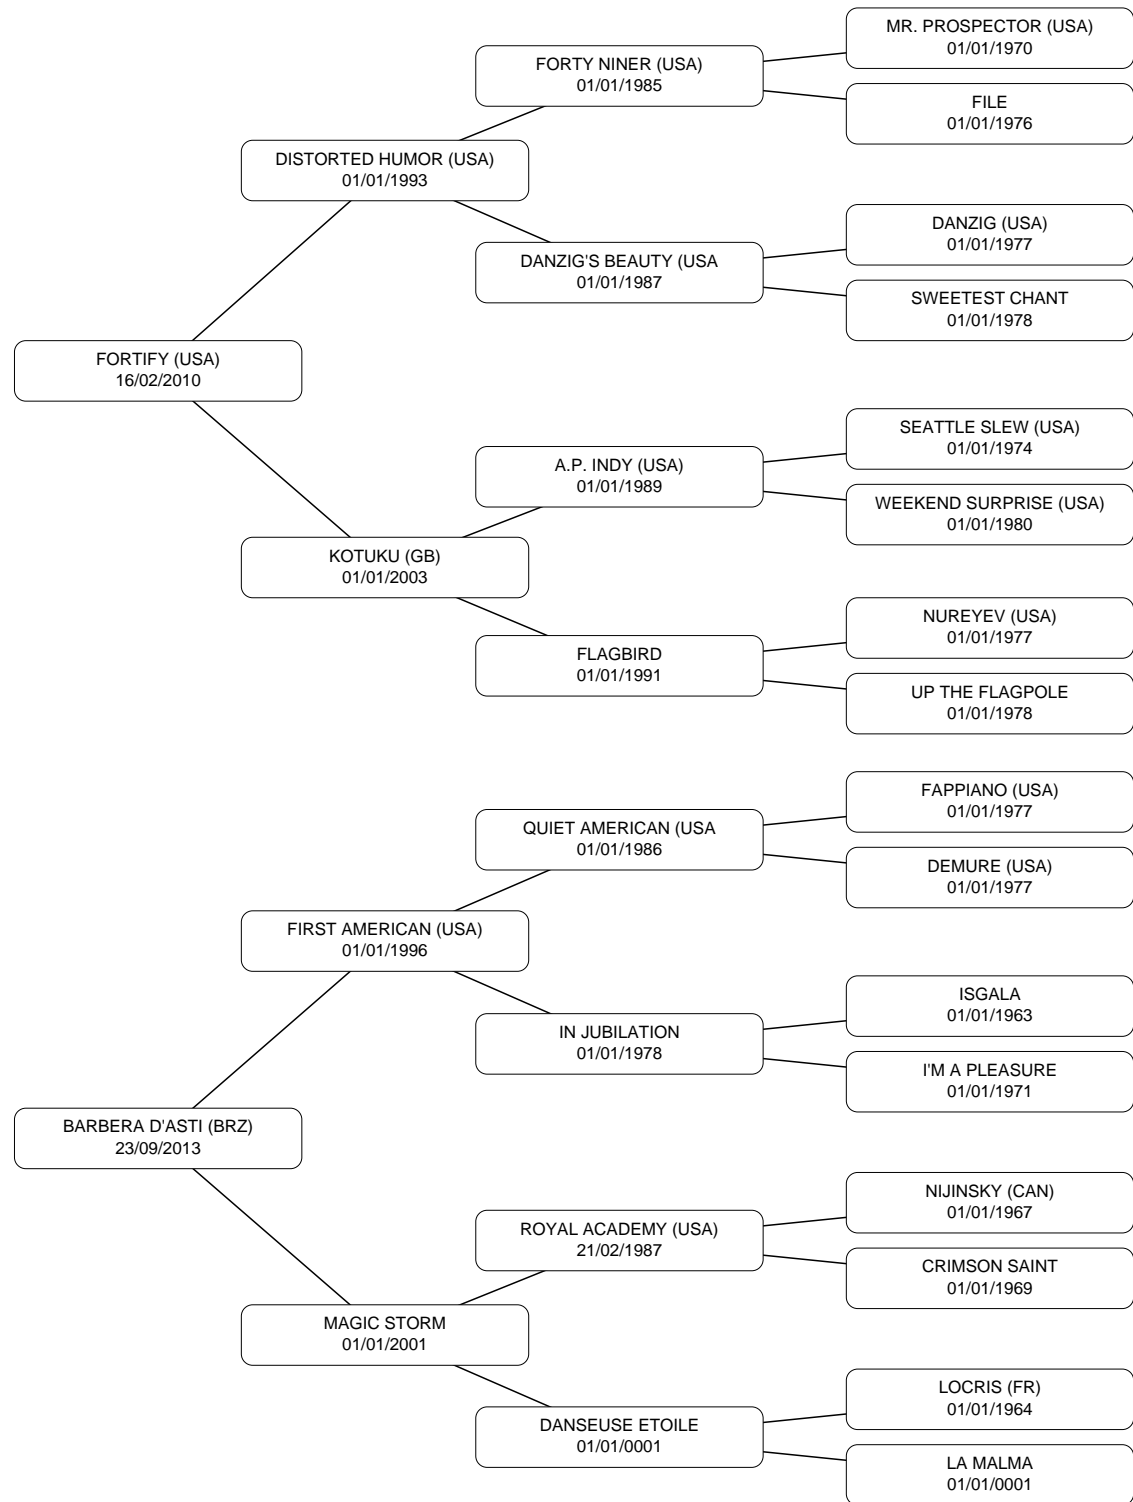 MR. PROSPECTOR (USA)
01/01/1970
FORTY NINER (USA)
01/01/1985
FILE
01/01/1976
DISTORTED HUMOR (USA)
01/01/1993
DANZIG (USA)
01/01/1977
DANZIG'S BEAUTY (USA
01/01/1987
SWEETEST CHANT
01/01/1978
FORTIFY (USA)
16/02/2010
SEATTLE SLEW (USA)
01/01/1974
A.P. INDY (USA)
01/01/1989
WEEKEND SURPRISE (USA)
01/01/1980
KOTUKU (GB)
01/01/2003
NUREYEV (USA)
01/01/1977
FLAGBIRD
01/01/1991
UP THE FLAGPOLE
01/01/1978
FAPPIANO (USA)
01/01/1977
QUIET AMERICAN (USA
01/01/1986
DEMURE (USA)
01/01/1977
FIRST AMERICAN (USA)
01/01/1996
ISGALA
01/01/1963
IN JUBILATION
01/01/1978
I'M A PLEASURE
01/01/1971
BARBERA D'ASTI (BRZ)
23/09/2013
NIJINSKY (CAN)
01/01/1967
ROYAL ACADEMY (USA)
21/02/1987
CRIMSON SAINT
01/01/1969
MAGIC STORM
01/01/2001
LOCRIS (FR)
01/01/1964
DANSEUSE ETOILE
01/01/0001
LA MALMA
01/01/0001